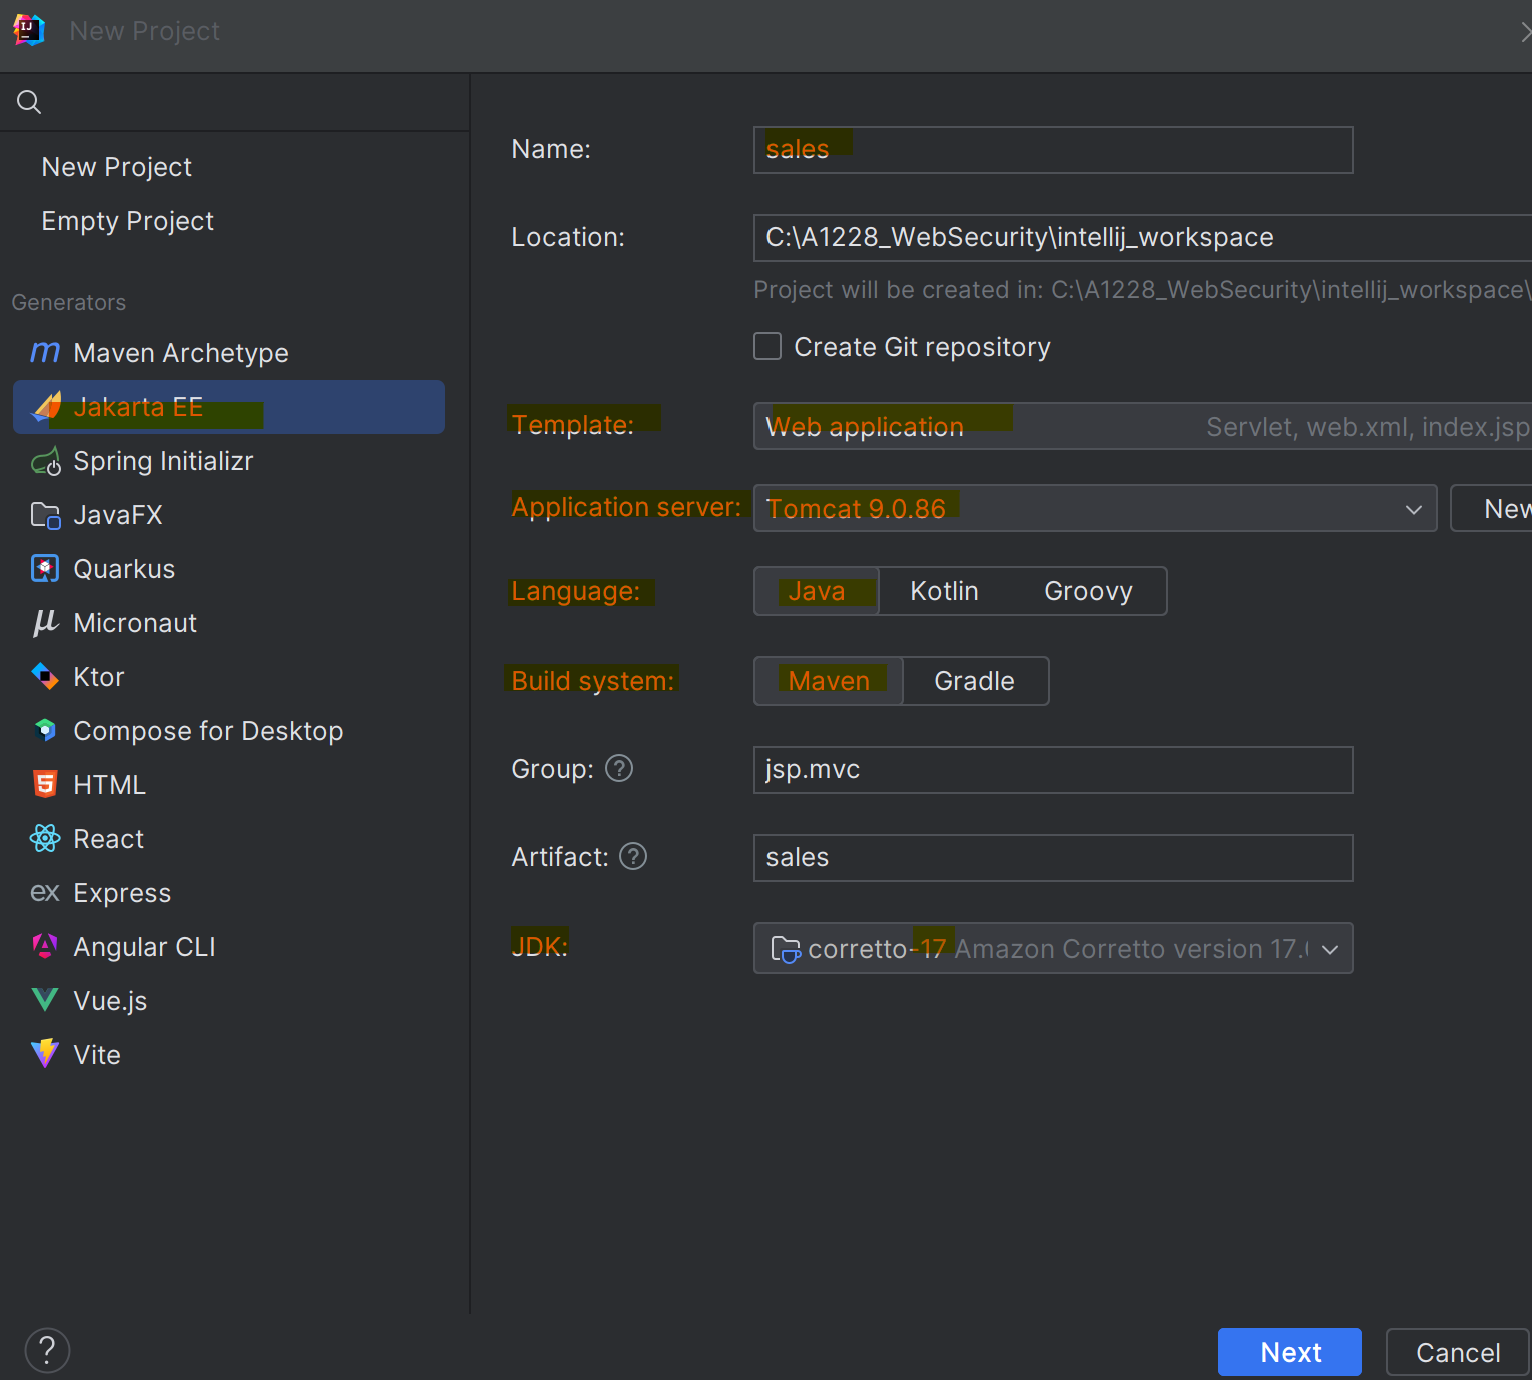 New Project
New Project
Empty Project
Generators
Maven Archetype
Jakarta EE
Spring Initializr
JavaFX
Quarkus
Micronaut
Ktor
Compose for Desktop
HTML
React
Express
Angular CLI
Vue.js
Vite
Name: sales
Location: C:\A1228_WebSecurity\intellij_workspace
Project will be created in: C:\A1228_WebSecurity\intellij_workspace\
Create Git repository
Template: Web application Servlet, web.xml, index.jsp
Application server: Tomcat 9.0.86 New
Language: Java Kotlin Groovy
Build system: Maven Gradle
Group: ? jsp.mvc
Artifact: ? sales
JDK: corretto-17 Amazon Corretto version 17.
? Next Cancel